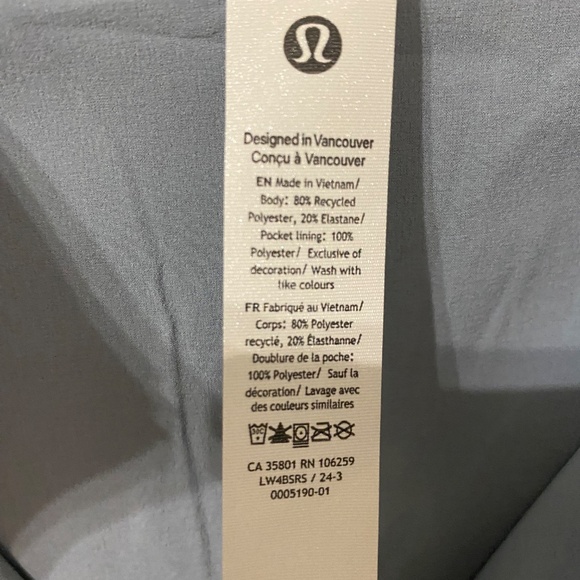 Designed in Vancouver
Conçu à Vancouver
EN Made in Vietnam/
Body: 80% Recycled
Polyester, 20% Elastane/
Pocket lining: 100%
Polyester/ Exclusive of
decoration/ Wash with
like colours
FR Fabriqué au Vietnam/
Corps: 80% Polyester
recyclé, 20% Élasthanne/
Doublure de la poche:
100% Polyester/ Sauf la
décoration/ Lavage avec
des couleurs similaires
30C
CA 35801 RN 106259
LW4BSRS / 24-3
0005190-01